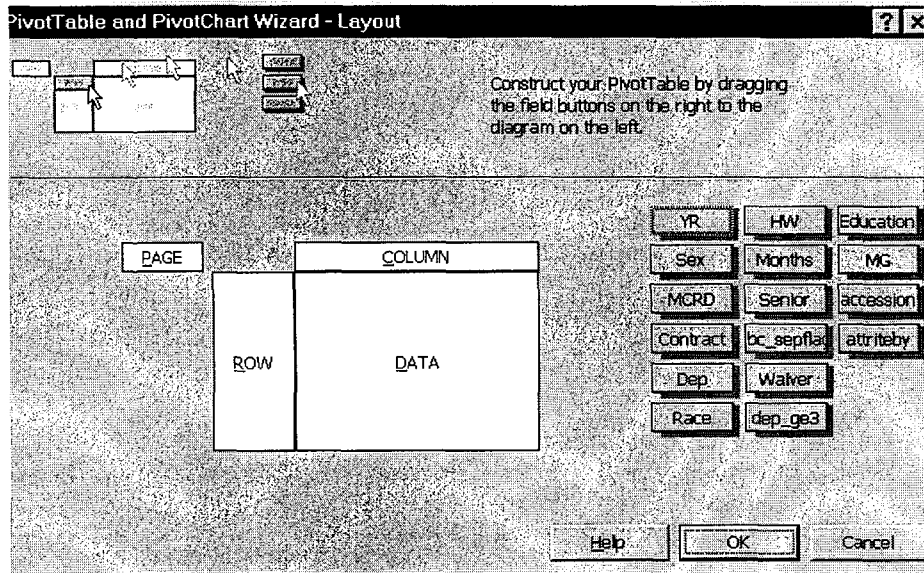 PivotTable and PivotChart Wizard - Layout
Construct your PivotTable by dragging
the field buttons on the right to the
diagram on the left.
YR HW Education
PAGE COLUMN Sex Months MG
MCRD Senior accession
ROW DATA Contract bc_sepflag attriteby
Dep Waiver
Race dep_ge3
Help OK Cancel